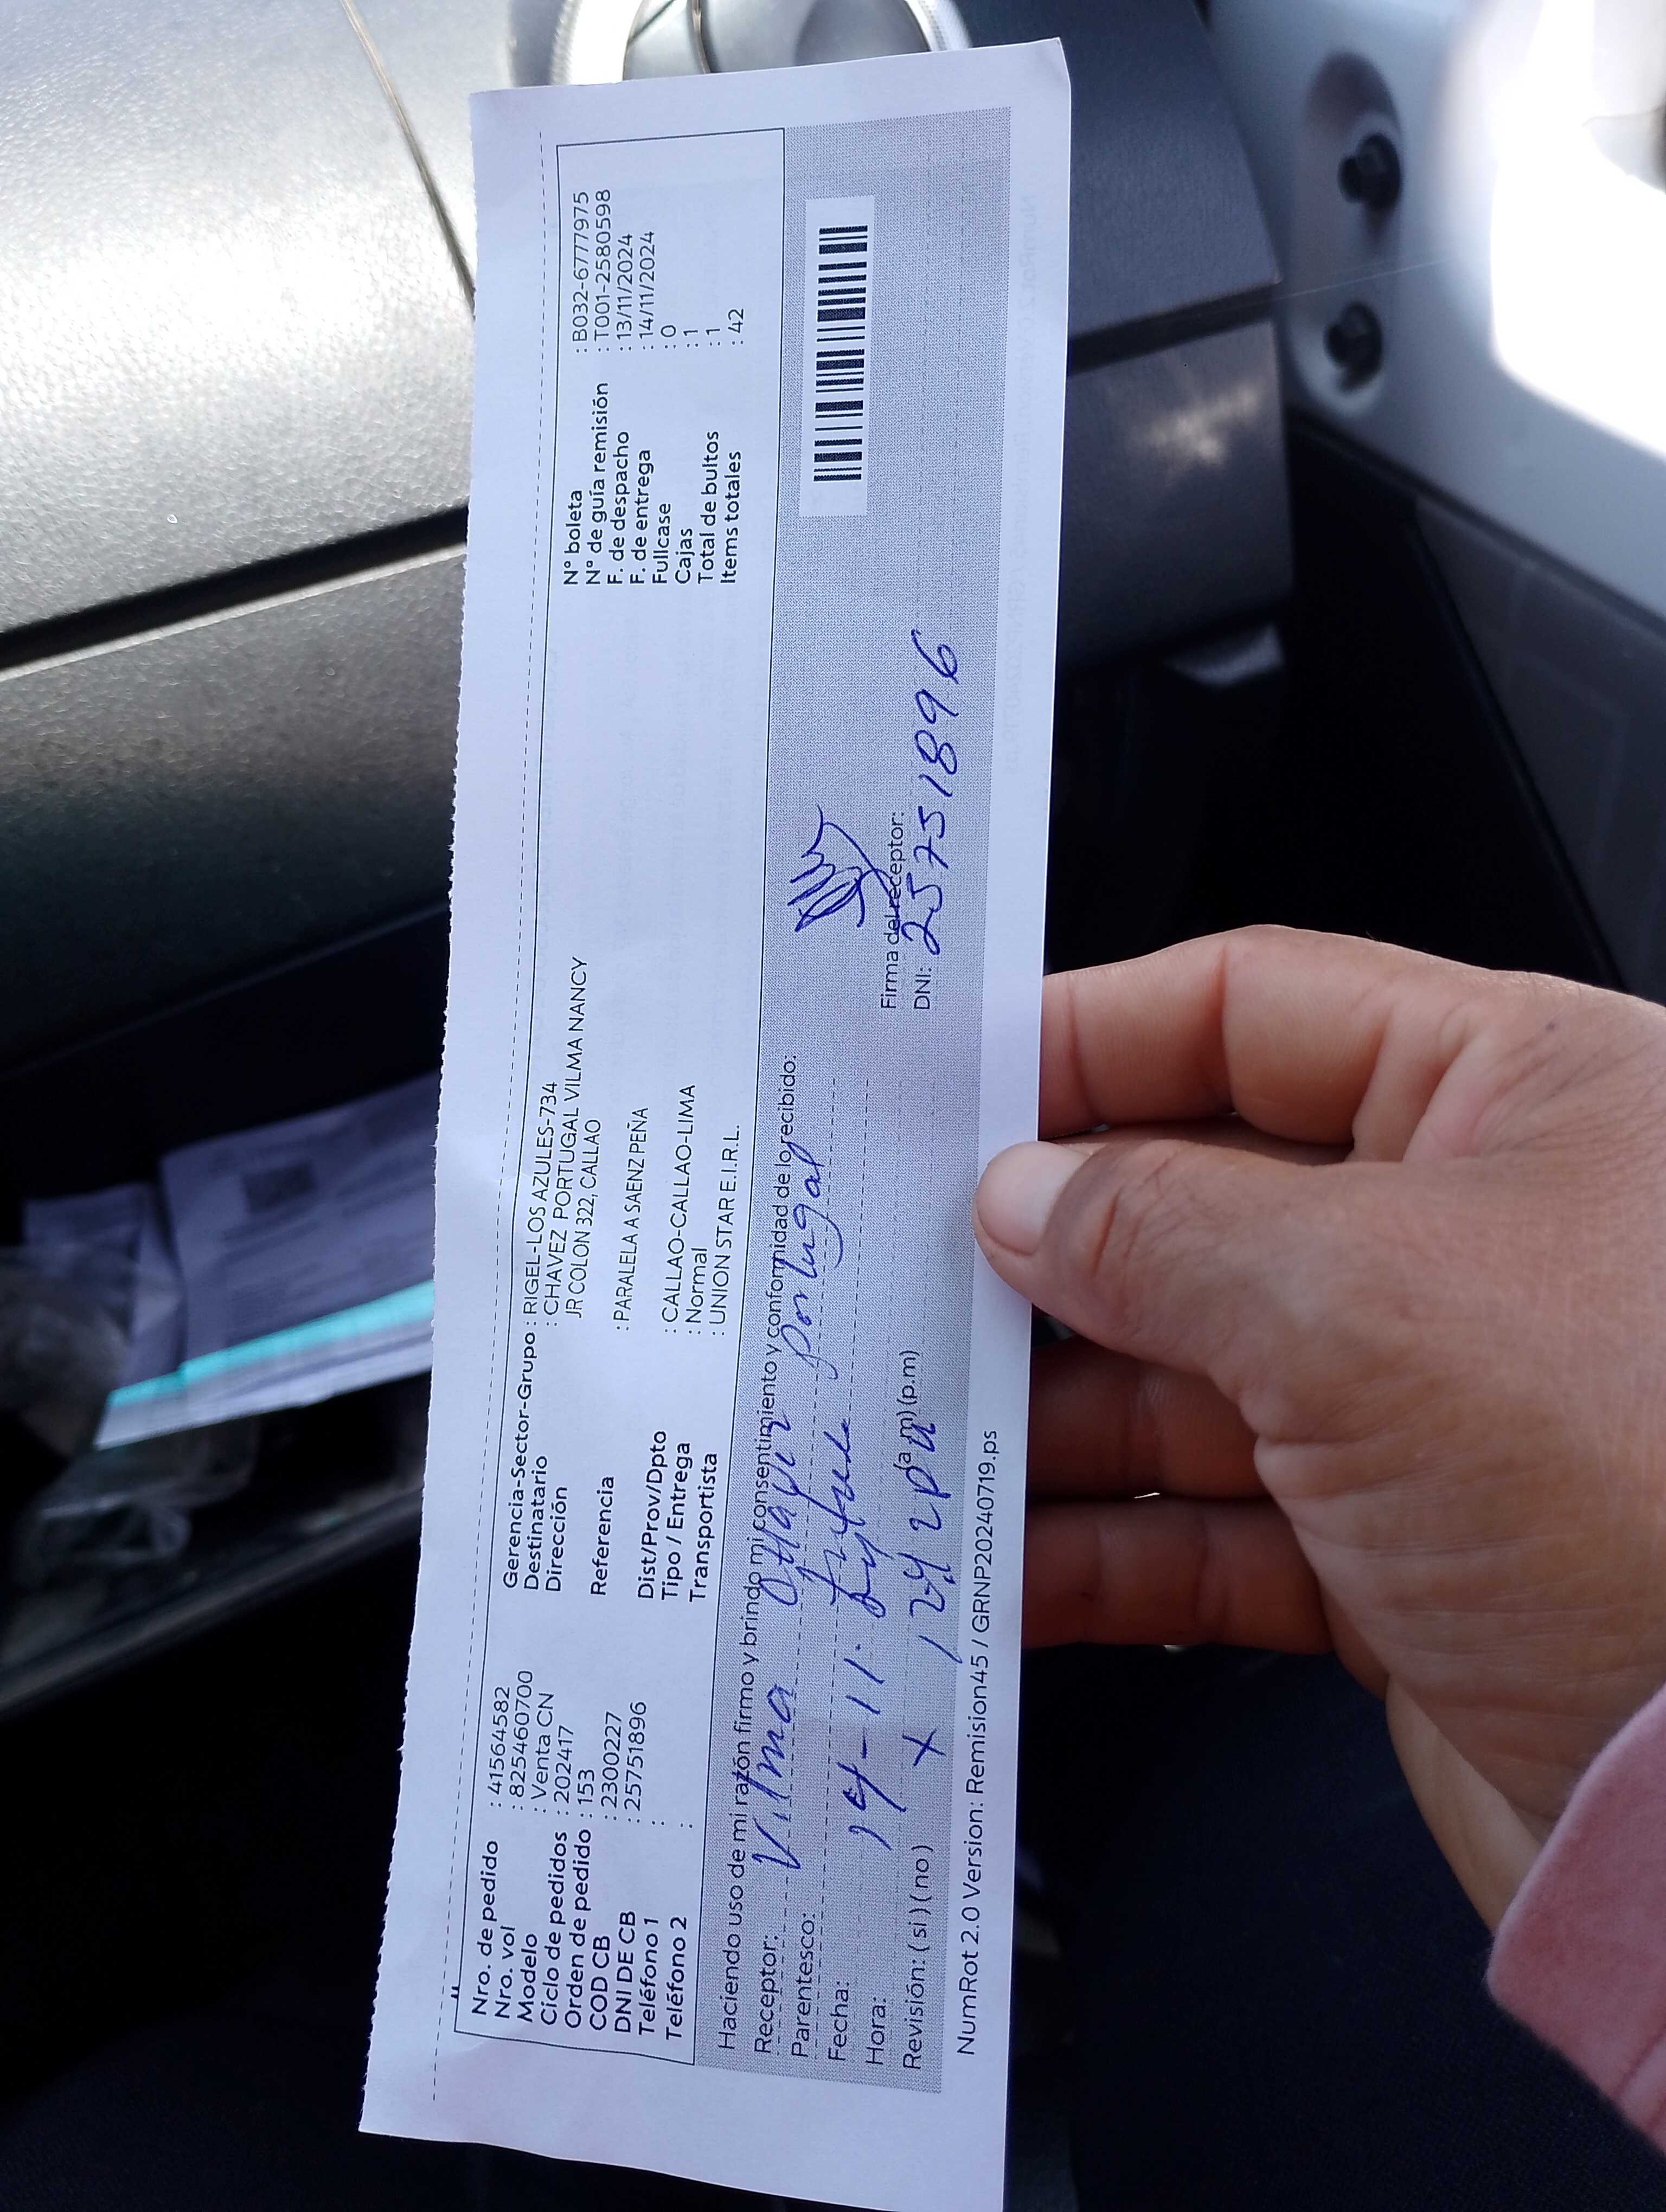 Nro. de pedido : 41564582
Nro. vol : 825460700
Modelo : Venta CN
Ciclo de pedidos : 202417
Orden de pedido : 153
COD CB : 2300227
DNI DE CB : 25751896
Teléfono 1 :
Teléfono 2 :
Gerencia-Sector-Grupo : RIGEL-LOS AZULES-734
Destinatario : CHAVEZ PORTUGAL VILMA NANCY
Dirección JR COLON 322, CALLAO
Referencia : PARALELA A SAENZ PEÑA
Dist/Prov/Dpto : CALLAO-CALLAO-LIMA
Tipo / Entrega : Normal
Transportista : UNION STAR E.I.R.L.
N° boleta : B032-6777975
N° de guía remisión : T001-2580598
F. de despacho : 13/11/2024
F. de entrega : 14/11/2024
Fullcase : 0
Cajas : 1
Total de bultos : 1
Items totales : 42
Haciendo uso de mi razón firmo y brindo mi consentimiento y conformidad de lo recibido:
Receptor: Vilma Chavez Portugal
Parentesco:
Fecha: 14-11-
Hora: (a.m) (p.m)
Revisión: ( si ) ( no )
Firma del receptor:
DNI: 25751896
NumRot 2.0 Version: Remision45 / GRNP20240719.ps